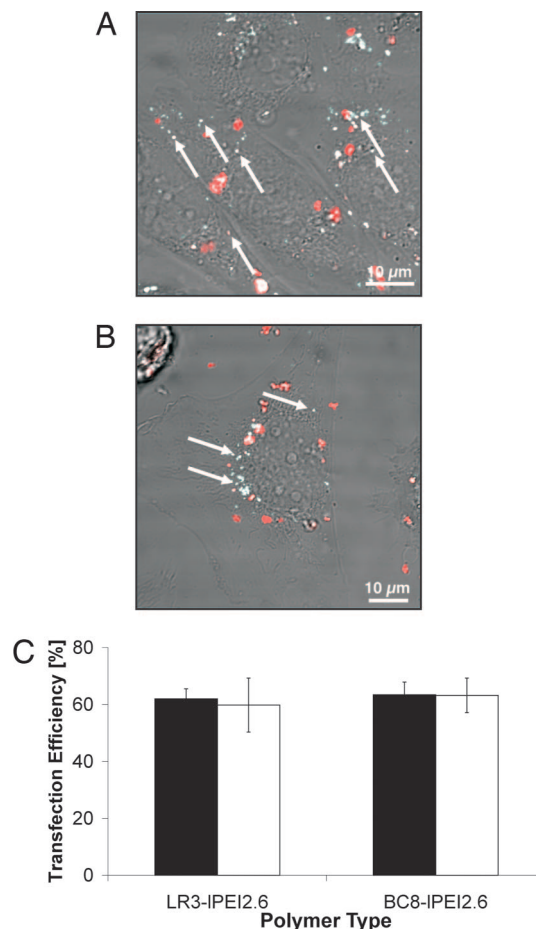 A
10 µm
B
10 µm
C
Transfection Efficiency [%]
80
60
40
20
0
LR3-lPEI2.6 BC8-lPEI2.6
Polymer Type